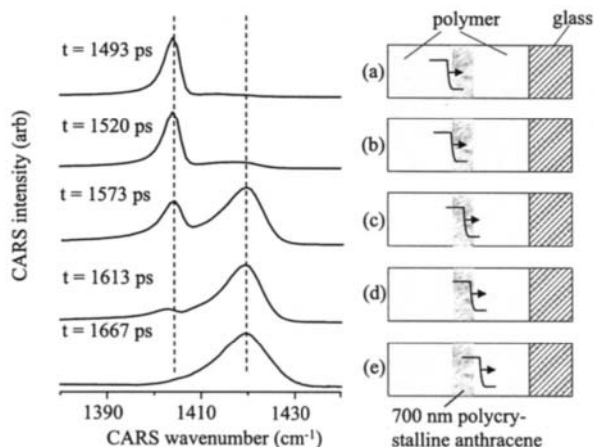 polymer
glass
t = 1493 ps
(a)
t = 1520 ps
(b)
t = 1573 ps
(c)
t = 1613 ps
(d)
t = 1667 ps
(e)
CARS intensity (arb)
1390
1410
1430
CARS wavenumber (cm⁻¹)
700 nm polycry-
stalline anthracene